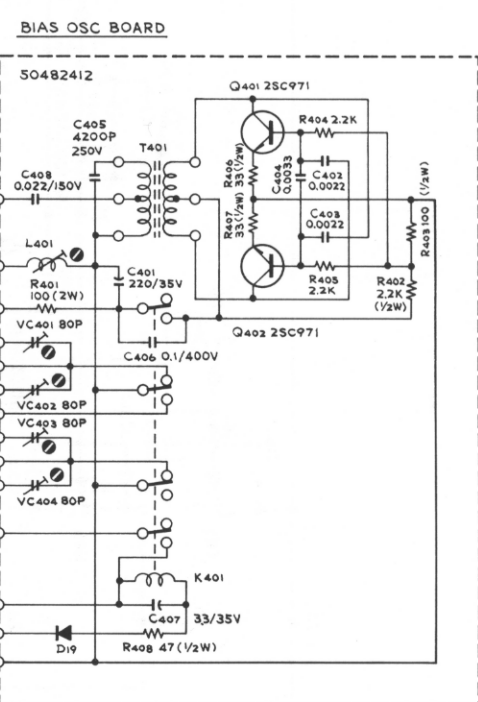 BIAS OSC BOARD
50482412
Q401 2SC971
C405
4200P
250V
T401
R404 2.2K
R406
33 (1/2W)
C404
0.0033
C402
0.0022
C408
0.022/150V
R407
33 (1/2W)
C403
0.0022
R403 100 (1/2W)
L401
C401
220/35V
R401
100 (2W)
R405
2.2K
R402
2.2K
(1/2W)
VC401 80P
Q402 2SC971
C406 0.1/400V
VC402 80P
VC403 80P
VC404 80P
K401
C407
3.3/35V
D19
R408 47 (1/2W)